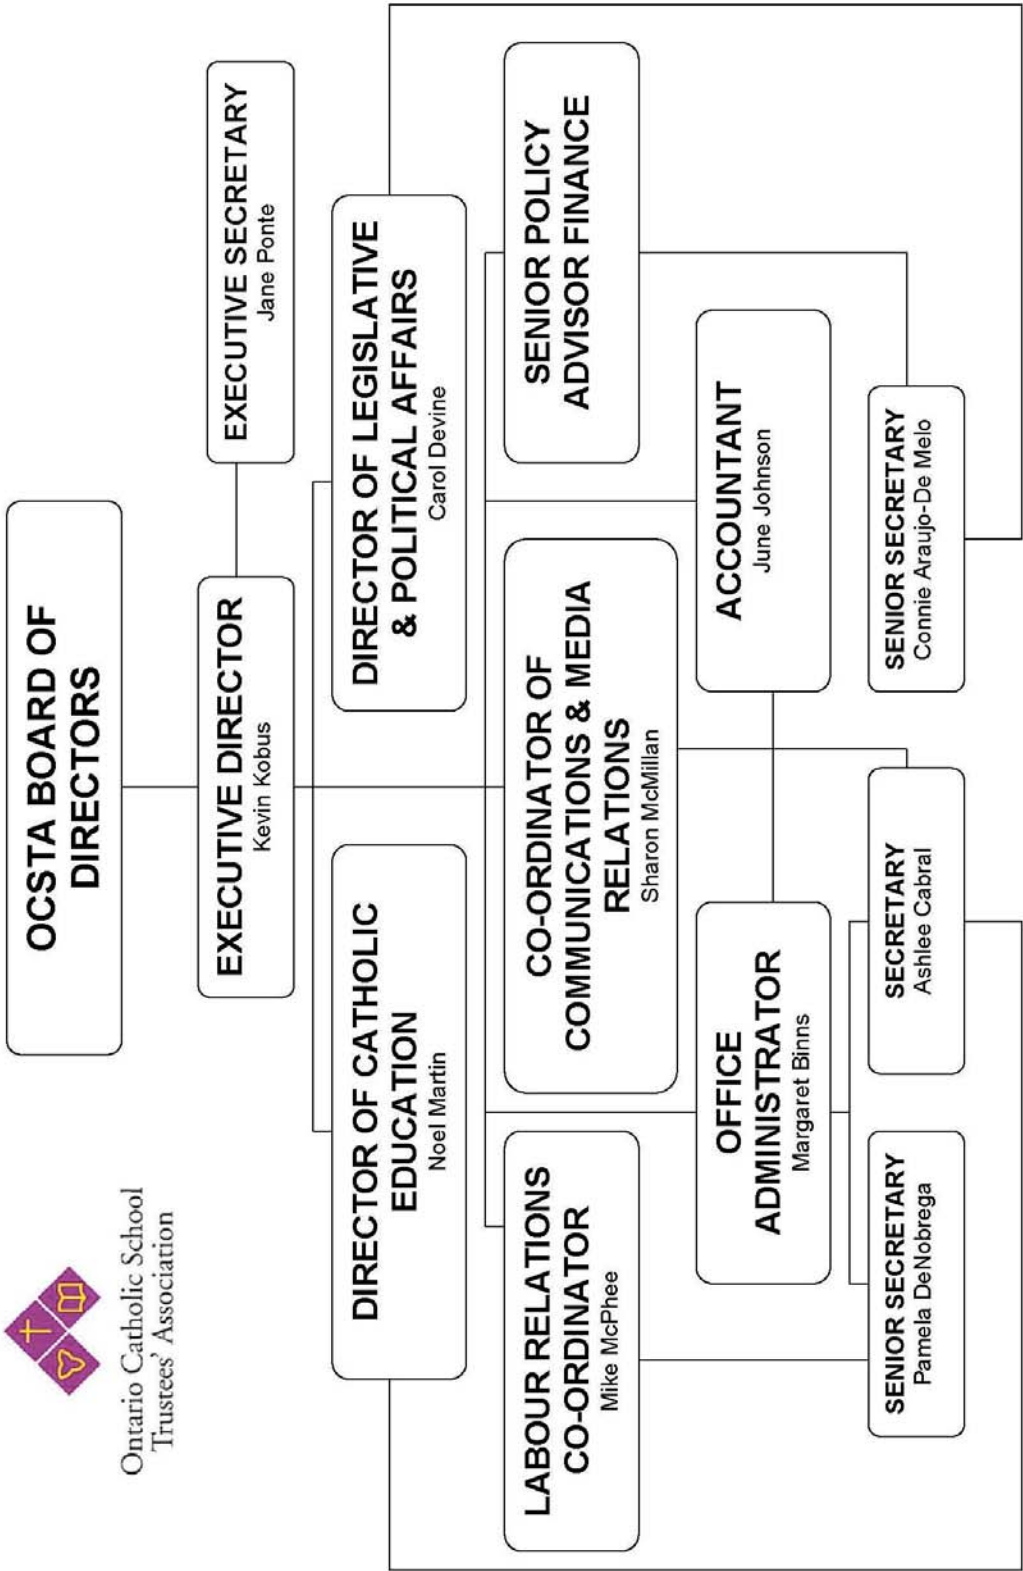 Ontario Catholic School
Trustees' Association
OCSTA BOARD OF
DIRECTORS
EXECUTIVE DIRECTOR
Kevin Kobus
EXECUTIVE SECRETARY
Jane Ponte
DIRECTOR OF CATHOLIC
EDUCATION
Noel Martin
DIRECTOR OF LEGISLATIVE
& POLITICAL AFFAIRS
Carol Devine
LABOUR RELATIONS
CO-ORDINATOR
Mike McPhee
CO-ORDINATOR OF
COMMUNICATIONS & MEDIA
RELATIONS
Sharon McMillan
SENIOR POLICY
ADVISOR FINANCE
OFFICE
ADMINISTRATOR
Margaret Binns
ACCOUNTANT
June Johnson
SENIOR SECRETARY
Pamela DeNobrega
SECRETARY
Ashlee Cabral
SENIOR SECRETARY
Connie Araujo-De Melo